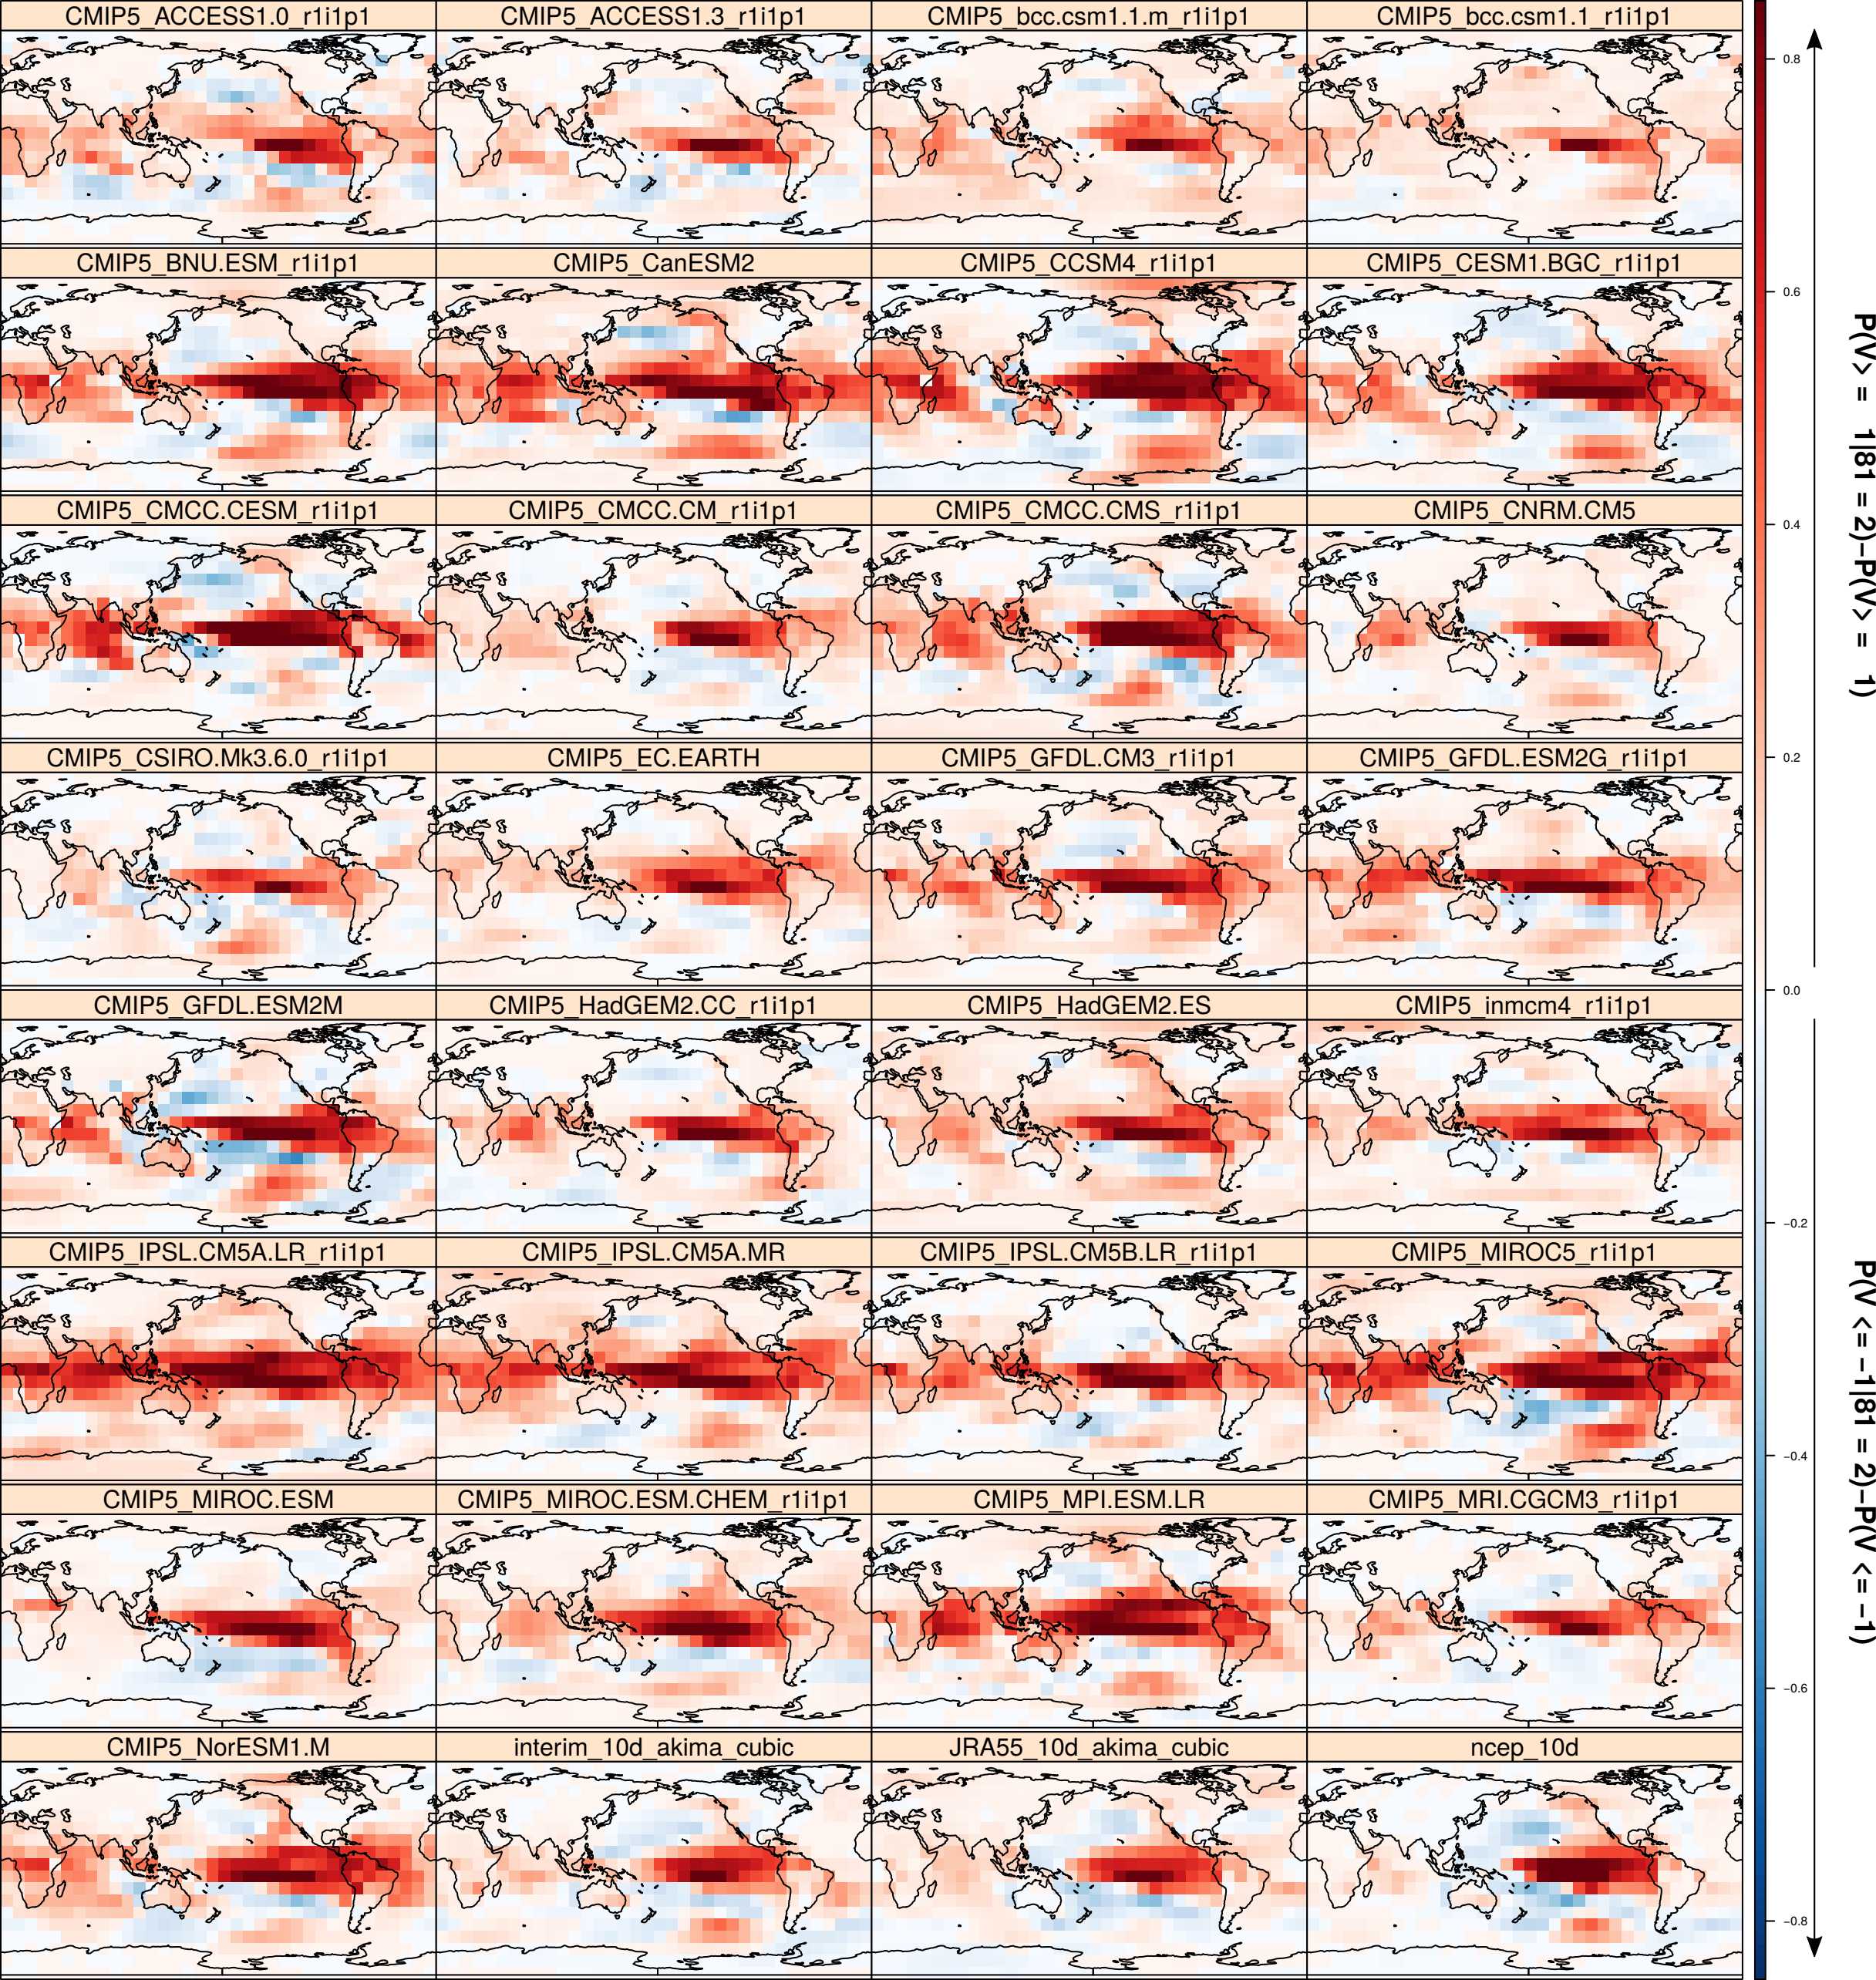 CMIP5_ACCESS1.0_r1i1p1
CMIP5_ACCESS1.3_r1i1p1
CMIP5_bcc.csm1.1.m_r1i1p1
CMIP5_bcc.csm1.1_r1i1p1
CMIP5_BNU.ESM_r1i1p1
CMIP5_CanESM2
CMIP5_CCSM4_r1i1p1
CMIP5_CESM1.BGC_r1i1p1
CMIP5_CMCC.CESM_r1i1p1
CMIP5_CMCC.CM_r1i1p1
CMIP5_CMCC.CMS_r1i1p1
CMIP5_CNRM.CM5
CMIP5_CSIRO.Mk3.6.0_r1i1p1
CMIP5_EC.EARTH
CMIP5_GFDL.CM3_r1i1p1
CMIP5_GFDL.ESM2G_r1i1p1
CMIP5_GFDL.ESM2M
CMIP5_HadGEM2.CC_r1i1p1
CMIP5_HadGEM2.ES
CMIP5_inmcm4_r1i1p1
CMIP5_IPSL.CM5A.LR_r1i1p1
CMIP5_IPSL.CM5A.MR
CMIP5_IPSL.CM5B.LR_r1i1p1
CMIP5_MIROC5_r1i1p1
CMIP5_MIROC.ESM
CMIP5_MIROC.ESM.CHEM_r1i1p1
CMIP5_MPI.ESM.LR
CMIP5_MRI.CGCM3_r1i1p1
CMIP5_NorESM1.M
interim_10d_akima_cubic
JRA55_10d_akima_cubic
ncep_10d
0.8
0.6
0.4
0.2
0.0
−0.2
−0.4
−0.6
−0.8
P(V> = 1|81 = 2)−P(V> = 1)
P(V <= −1|81 = 2)−P(V <= −1)